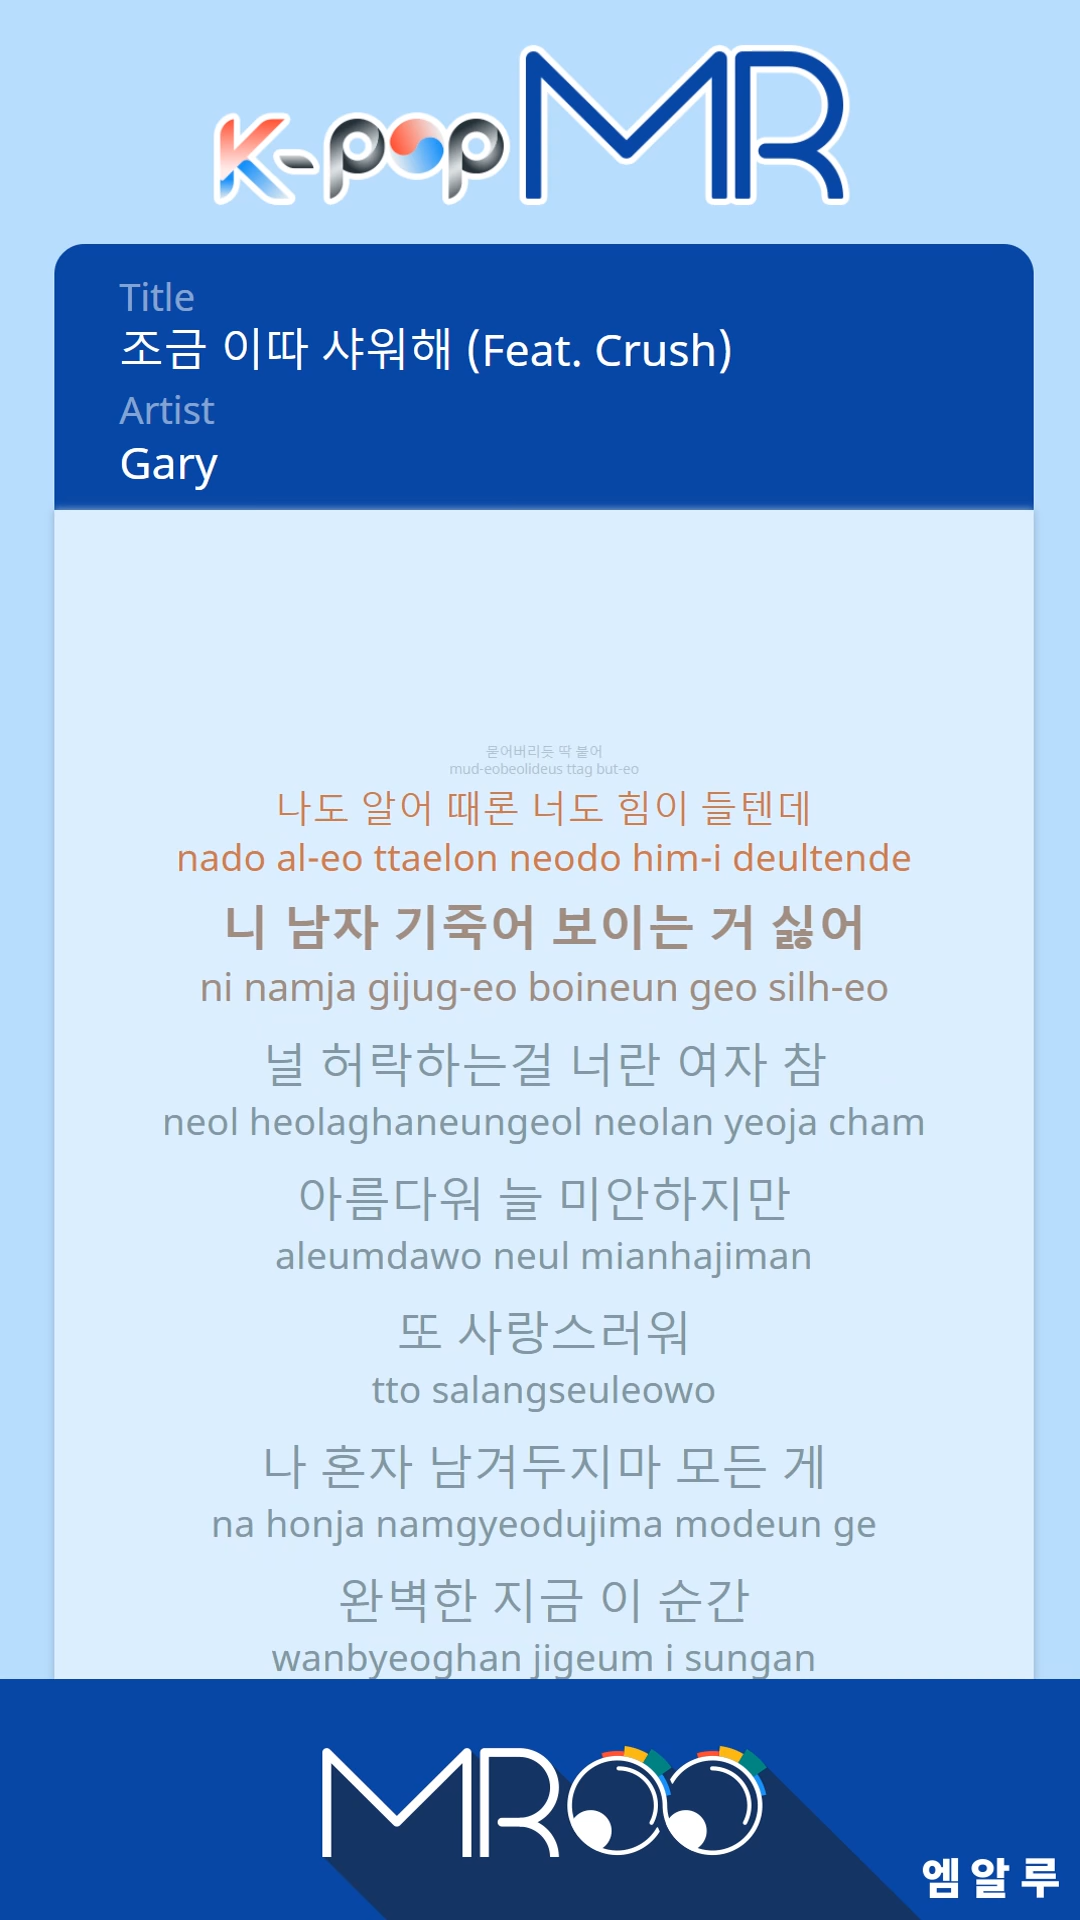 K-pop MR
Title
조금 이따 샤워해 (Feat. Crush)
Artist
Gary
묻어버리듯 딱 붙어
mud-eobeolideus ttag but-eo
나도 알어 때론 너도 힘이 들텐데
nado al-eo ttaelon neodo him-i deultende
니 남자 기죽어 보이는 거 싫어
ni namja gijug-eo boineun geo silh-eo
널 허락하는걸 너란 여자 참
neol heolaghaneungeol neolan yeoja cham
아름다워 늘 미안하지만
aleumdawo neul mianhajiman
또 사랑스러워
tto salangseuleowo
나 혼자 남겨두지마 모든 게
na honja namgyeodujima modeun ge
완벽한 지금 이 순간
wanbyeoghan jigeum i sungan
MROO
엠알루